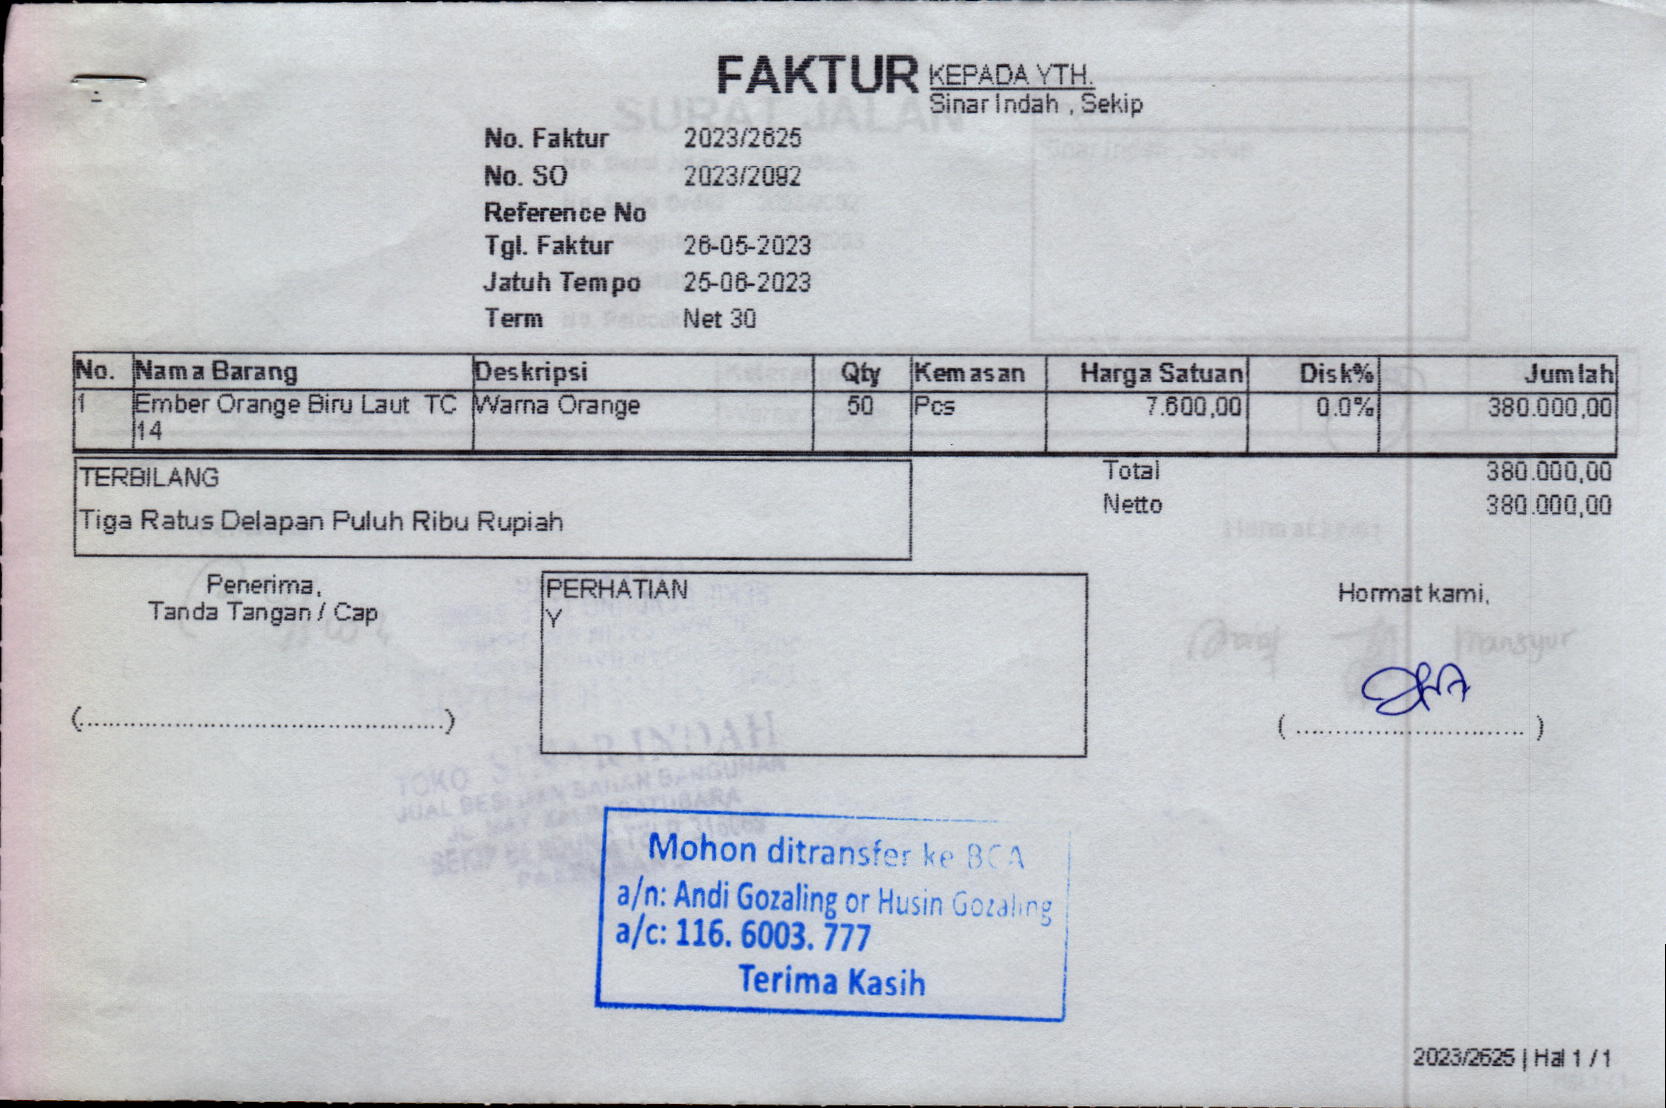 FAKTUR
KEPADA YTH.
Sinar Indah , Sekip
No. Faktur 2023/2625
No. SO 2023/2092
Reference No
Tgl. Faktur 26-05-2023
Jatuh Tempo 25-06-2023
Term Net 30
No. Nama Barang Deskripsi Qty Kemasan Harga Satuan Disk% Jumlah
1 Ember Orange Biru Laut TC Warna Orange 50 Pcs 7.600,00 0.0% 380.000,00
14
TERBILANG
Tiga Ratus Delapan Puluh Ribu Rupiah
Total 380.000,00
Netto 380.000,00
Penerima,
Tanda Tangan / Cap
(.............................................)
PERHATIAN
Y
Hormat kami,
( ............................. )
Mohon ditransfer ke BCA
a/n: Andi Gozaling or Husin Gozaling
a/c: 116. 6003. 777
Terima Kasih
2023/2625 | Hal 1 / 1